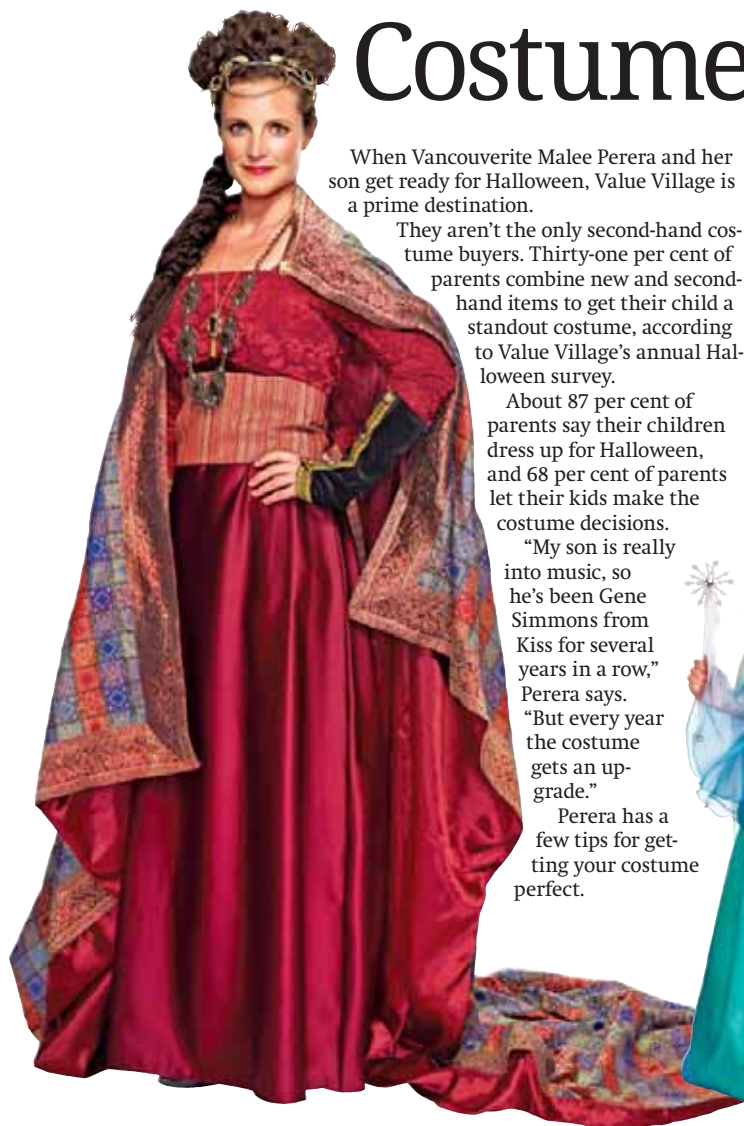 Costume
When Vancouverite Malee Perera and her
son get ready for Halloween, Value Village is
a prime destination.
They aren’t the only second-hand cos-
tume buyers. Thirty-one per cent of
parents combine new and second-
hand items to get their child a
standout costume, according
to Value Village’s annual Hal-
loween survey.
About 87 per cent of
parents say their children
dress up for Halloween,
and 68 per cent of parents
let their kids make the
costume decisions.
“My son is really
into music, so
he’s been Gene
Simmons from
Kiss for several
years in a row,”
Perera says.
“But every year
the costume
gets an up-
grade.”
Perera has a
few tips for get-
ting your costume
perfect.